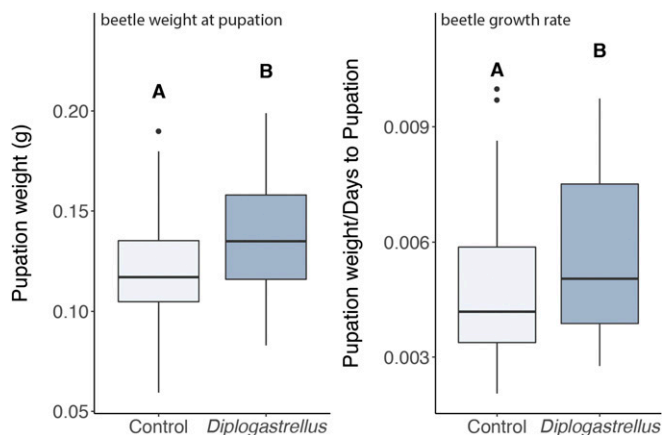 beetle weight at pupation
A
B
Pupation weight (g)
0.20
0.15
0.10
0.05
Control
Diplogastrellus
beetle growth rate
A
B
Pupation weight/Days to Pupation
0.009
0.006
0.003
Control
Diplogastrellus